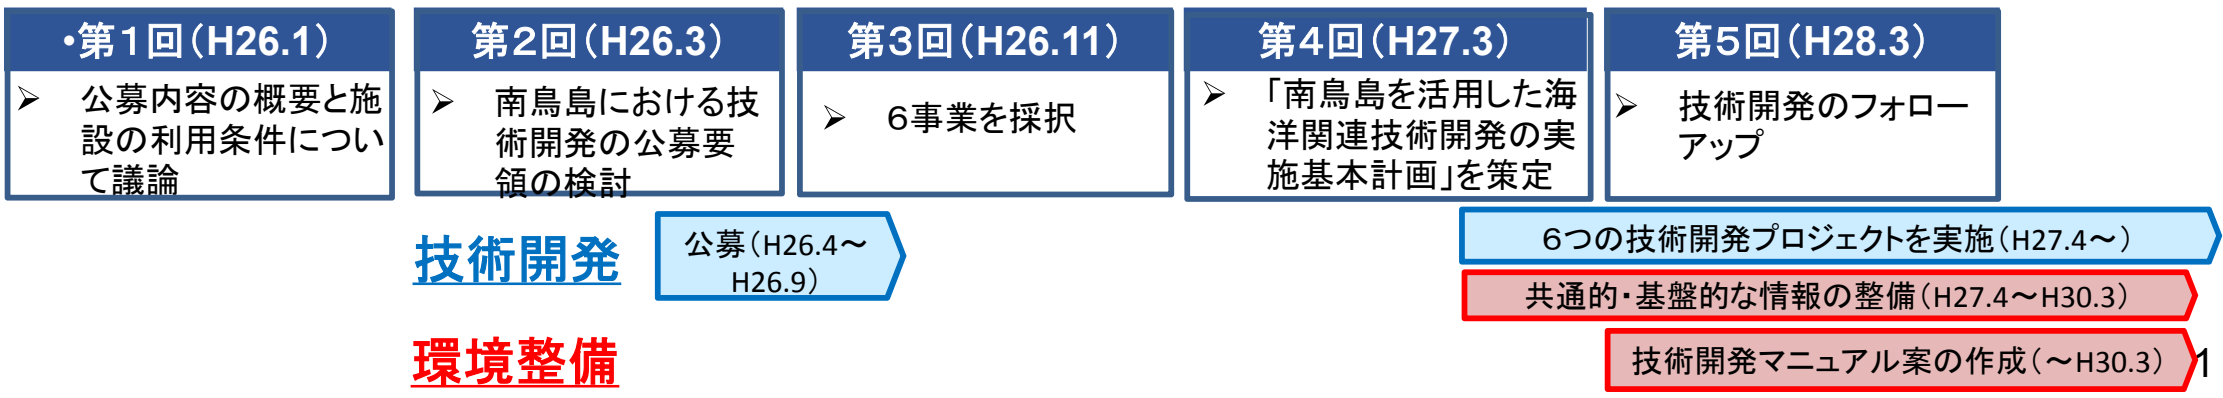 •第１回（H26.1）
➢ 公募内容の概要と施
設の利用条件につい
て議論
第２回（H26.3）
➢ 南鳥島における技
術開発の公募要
領の検討
第３回（H26.11）
➢ ６事業を採択
第４回（H27.3）
➢ 「南鳥島を活用した海
洋関連技術開発の実
施基本計画」を策定
第５回（H28.3）
➢ 技術開発のフォロー
アップ
技術開発
公募（H26.4～
H26.9）
６つの技術開発プロジェクトを実施（H27.4～）
共通的・基盤的な情報の整備（H27.4～H30.3）
環境整備
技術開発マニュアル案の作成（～H30.3）
1